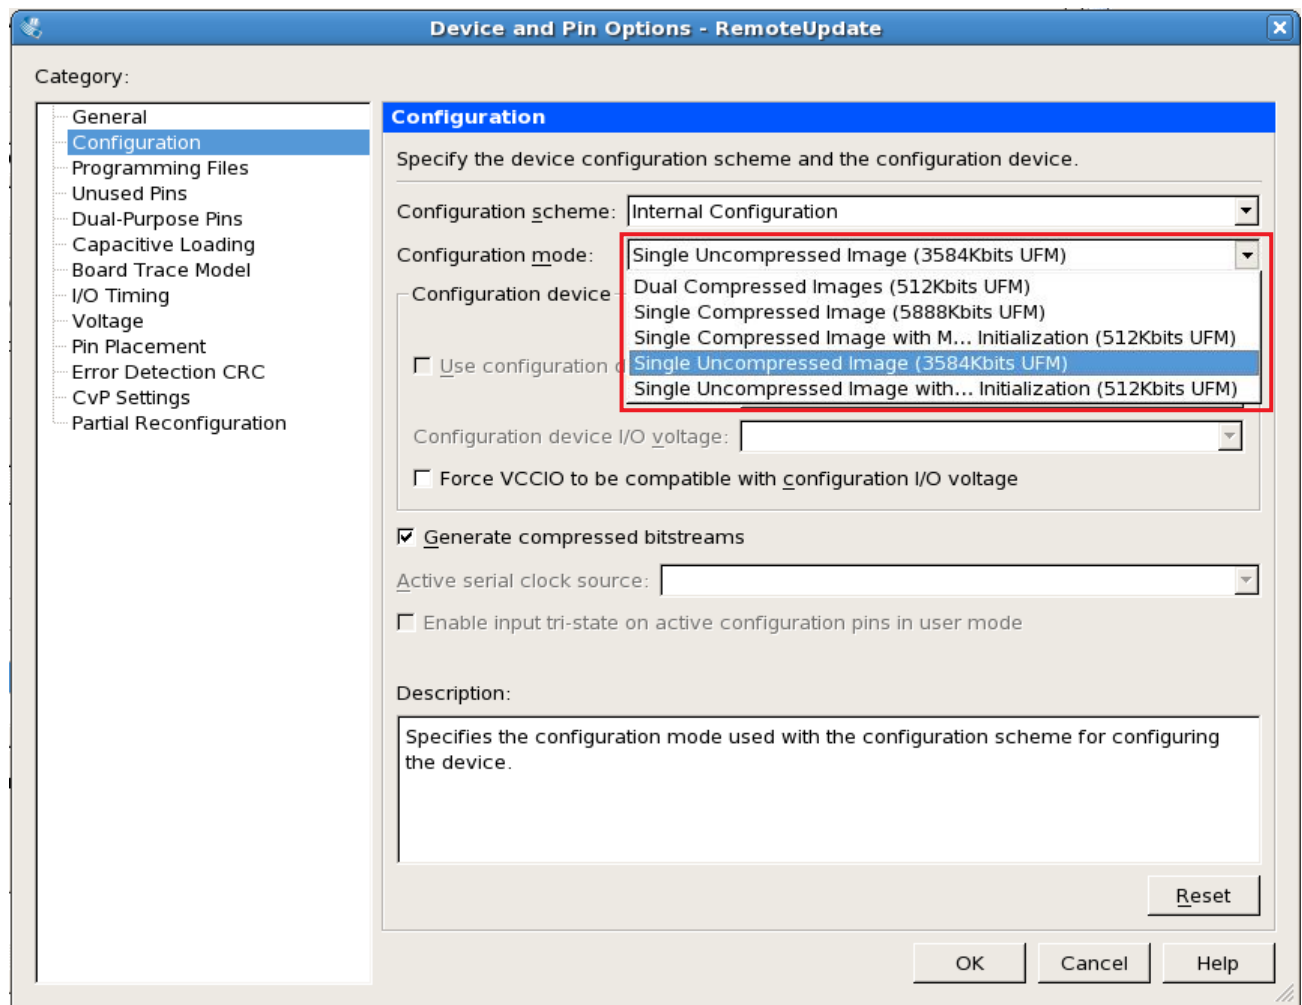 Device and Pin Options - RemoteUpdate
Category:
General
Configuration
Programming Files
Unused Pins
Dual-Purpose Pins
Capacitive Loading
Board Trace Model
I/O Timing
Voltage
Pin Placement
Error Detection CRC
CvP Settings
Partial Reconfiguration
Configuration
Specify the device configuration scheme and the configuration device.
Configuration scheme: Internal Configuration
Configuration mode: Single Uncompressed Image (3584Kbits UFM)
Dual Compressed Images (512Kbits UFM)
Configuration device
Single Compressed Image (5888Kbits UFM)
Single Compressed Image with M... Initialization (512Kbits UFM)
Single Uncompressed Image (3584Kbits UFM)
Use configuration
Single Uncompressed Image with... Initialization (512Kbits UFM)
Configuration device I/O voltage:
Force VCCIO to be compatible with configuration I/O voltage
Generate compressed bitstreams
Active serial clock source:
Enable input tri-state on active configuration pins in user mode
Description:
Specifies the configuration mode used with the configuration scheme for configuring
the device.
Reset
OK Cancel Help